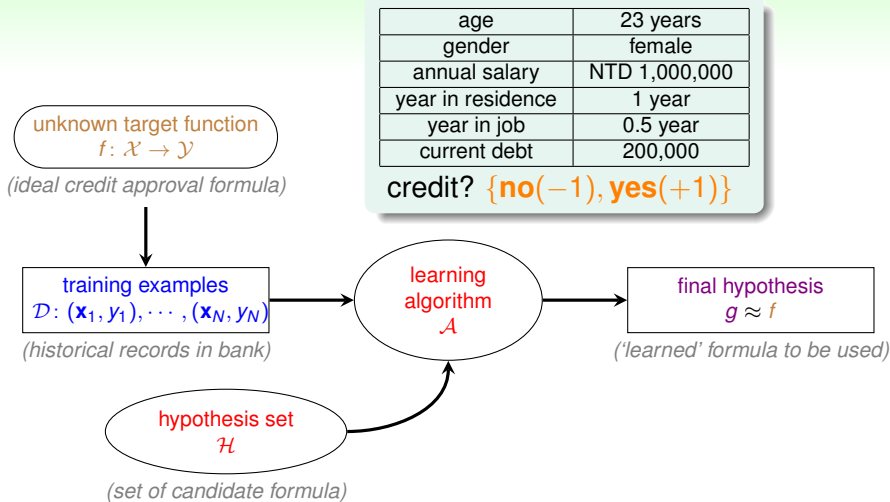 age 23 years
gender female
annual salary NTD 1,000,000
year in residence 1 year
year in job 0.5 year
current debt 200,000
credit? {no(−1), yes(+1)}
unknown target function
f: 𝒳 → 𝒴
(ideal credit approval formula)
training examples
𝒟: (x₁, y₁), ⋯ , (x_N, y_N)
(historical records in bank)
learning
algorithm
𝒜
final hypothesis
g ≈ f
(‘learned’ formula to be used)
hypothesis set
ℋ
(set of candidate formula)